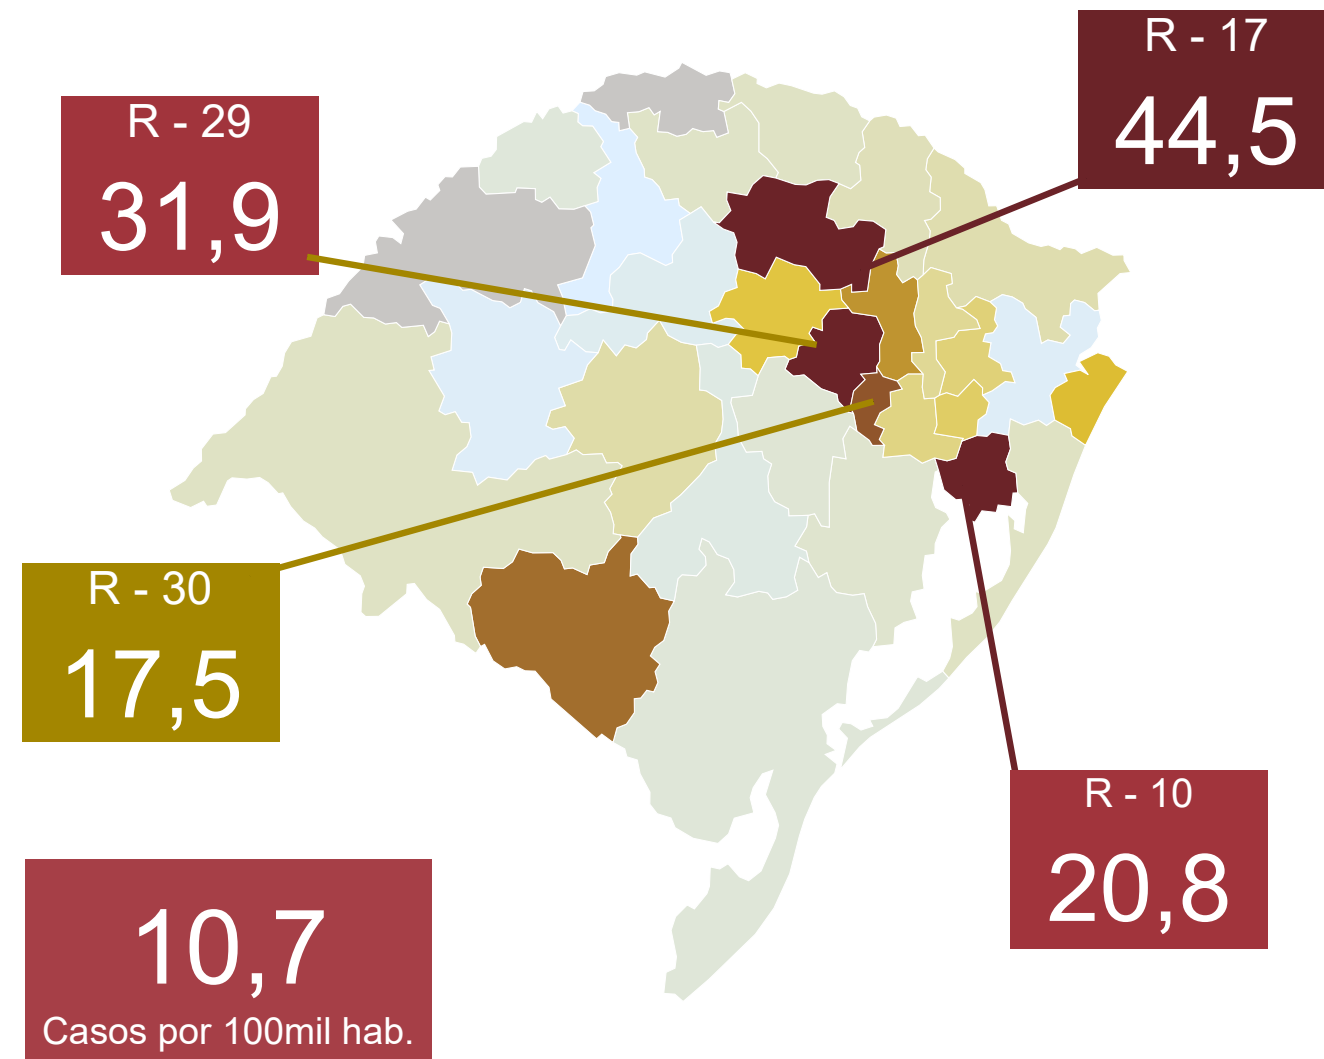 R - 17
44,5
R - 29
31,9
R - 30
17,5
R - 10
20,8
10,7
Casos por 100mil hab.